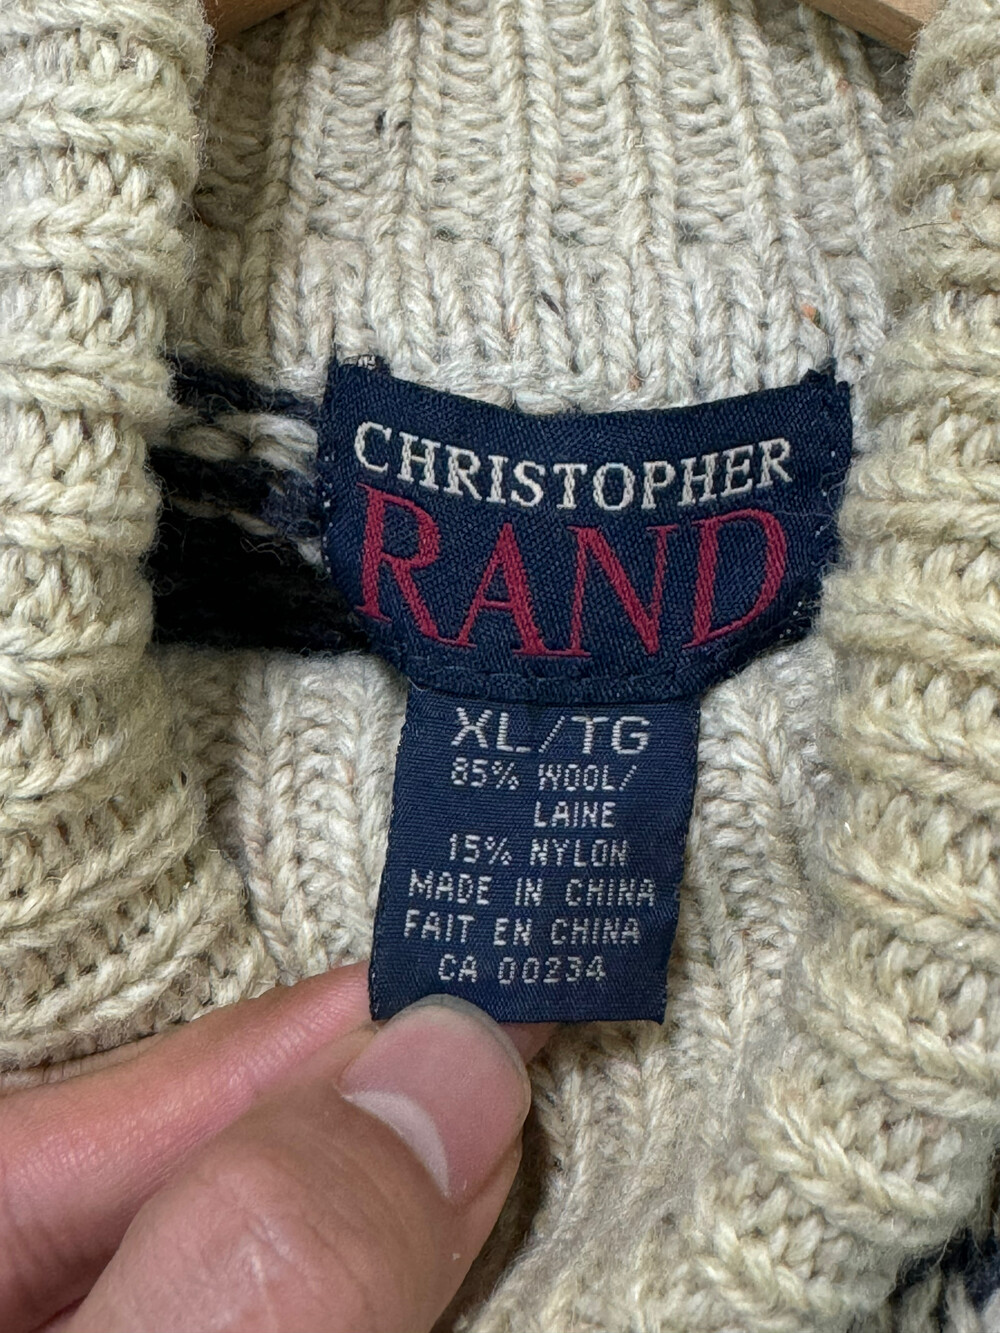 CHRISTOPHER
RAND
XL/TG
85% WOOL/
LAINE
15% NYLON
MADE IN CHINA
FAIT EN CHINA
CA 00234